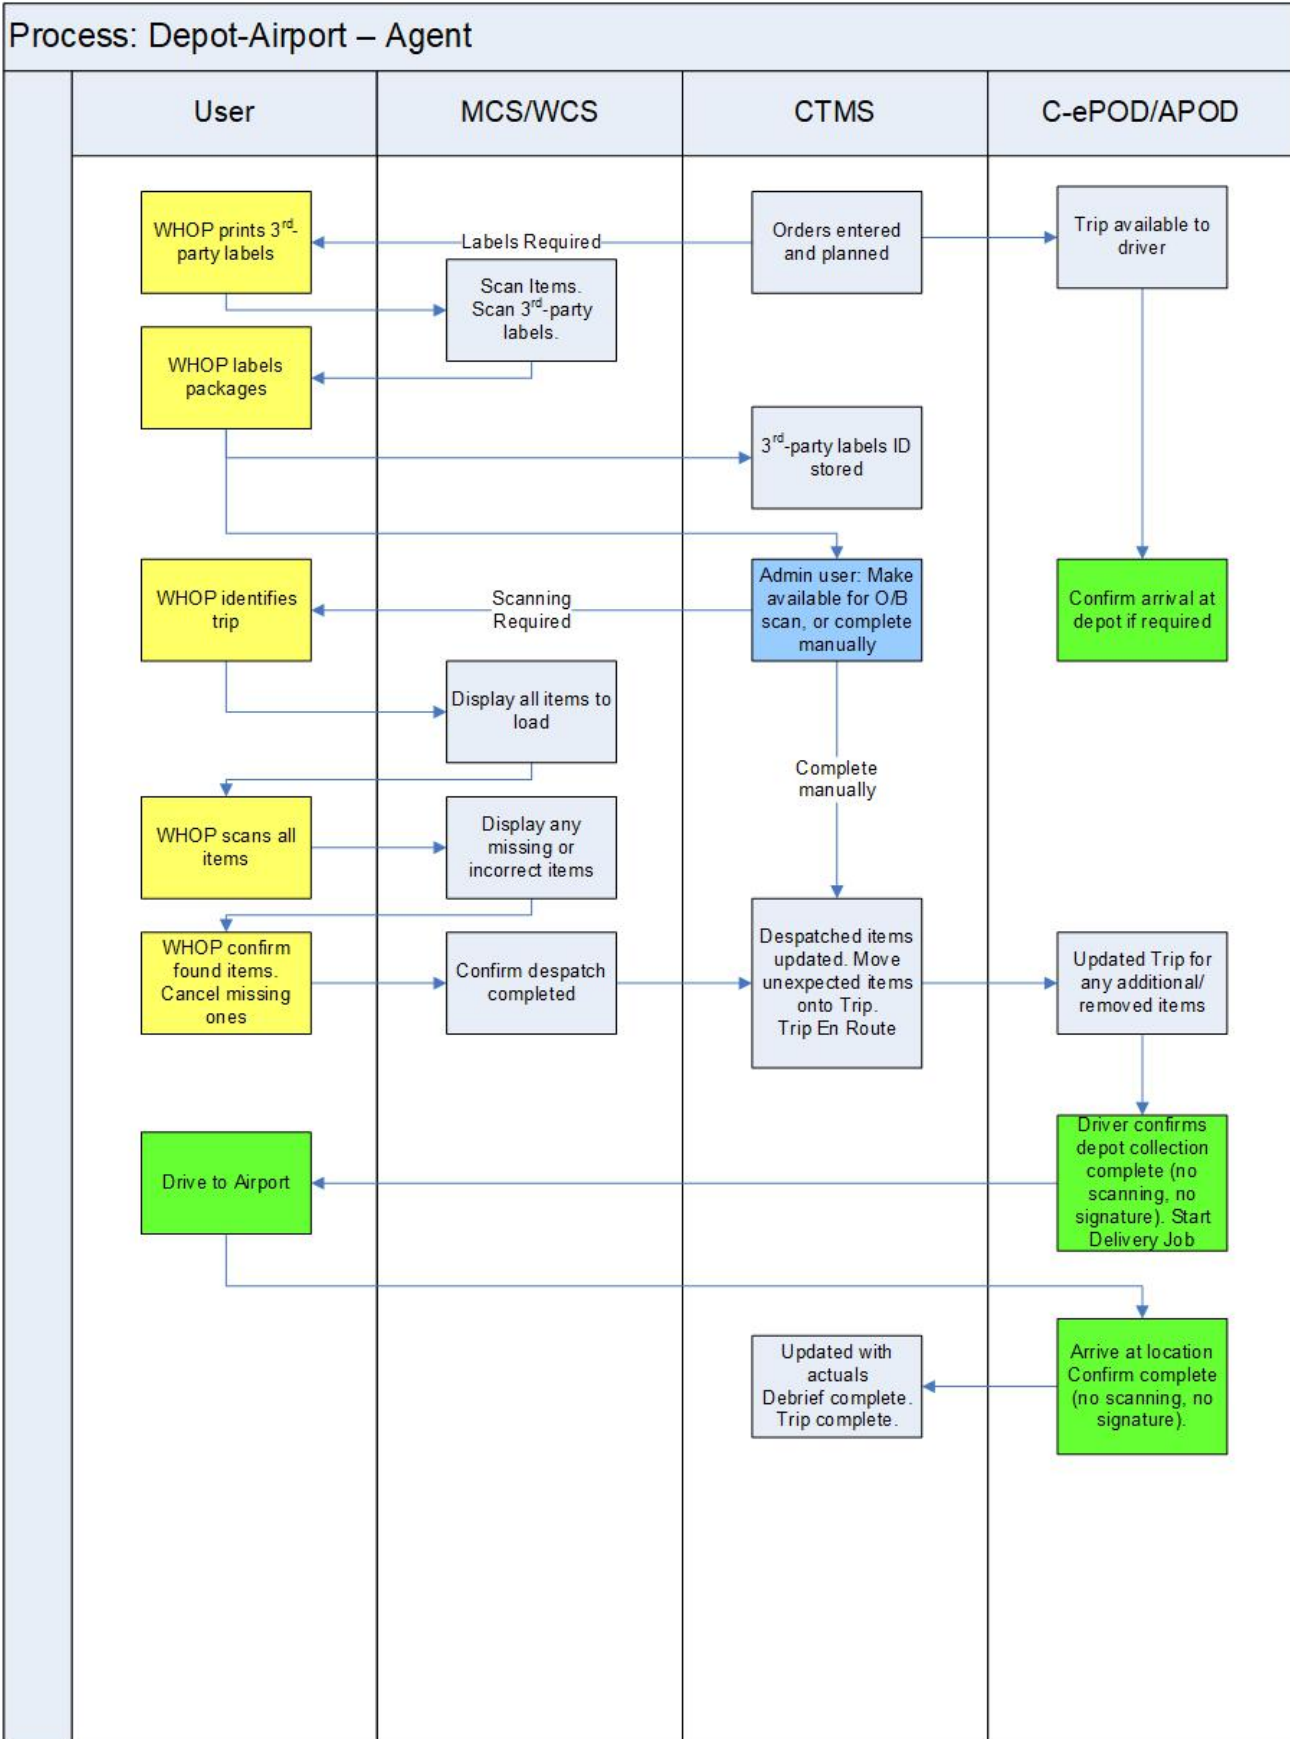 Process: Depot-Airport – Agent
User
MCS/WCS
CTMS
C-ePOD/APOD
WHOP prints 3rd-
party labels
Labels Required
Orders entered
and planned
Trip available to
driver
Scan Items.
Scan 3rd-party
labels.
WHOP labels
packages
3rd-party labels ID
stored
WHOP identifies
trip
Scanning
Required
Admin user: Make
available for O/B
scan, or complete
manually
Confirm arrival at
depot if required
Display all items to
load
Complete
manually
WHOP scans all
items
Display any
missing or
incorrect items
WHOP confirm
found items.
Cancel missing
ones
Confirm despatch
completed
Despatched items
updated. Move
unexpected items
onto Trip.
Trip En Route
Updated Trip for
any additional/
removed items
Drive to Airport
Driver confirms
depot collection
complete (no
scanning, no
signature). Start
Delivery Job
Updated with
actuals
Debrief complete.
Trip complete.
Arrive at location
Confirm complete
(no scanning, no
signature).